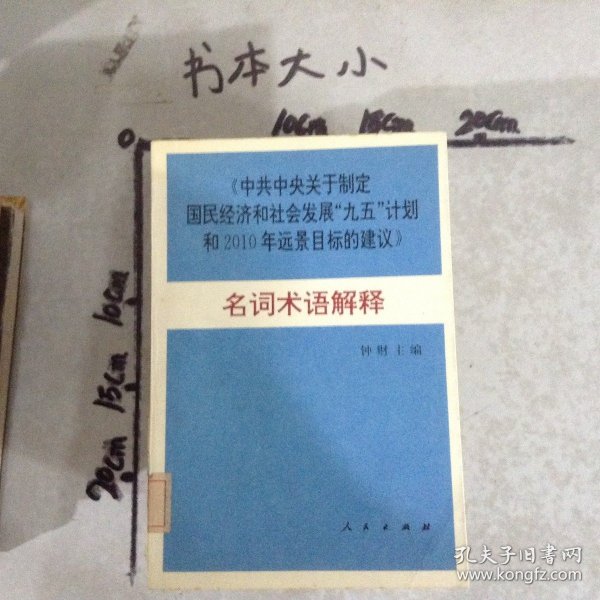 书本大小
0
10cm
15cm
20cm
10cm
15cm
20cm
《中共中央关于制定
国民经济和社会发展“九五”计划
和2010年远景目标的建议》
名词术语解释
钟财主编
人民出版社
孔夫子旧书网
www.kongfz.com